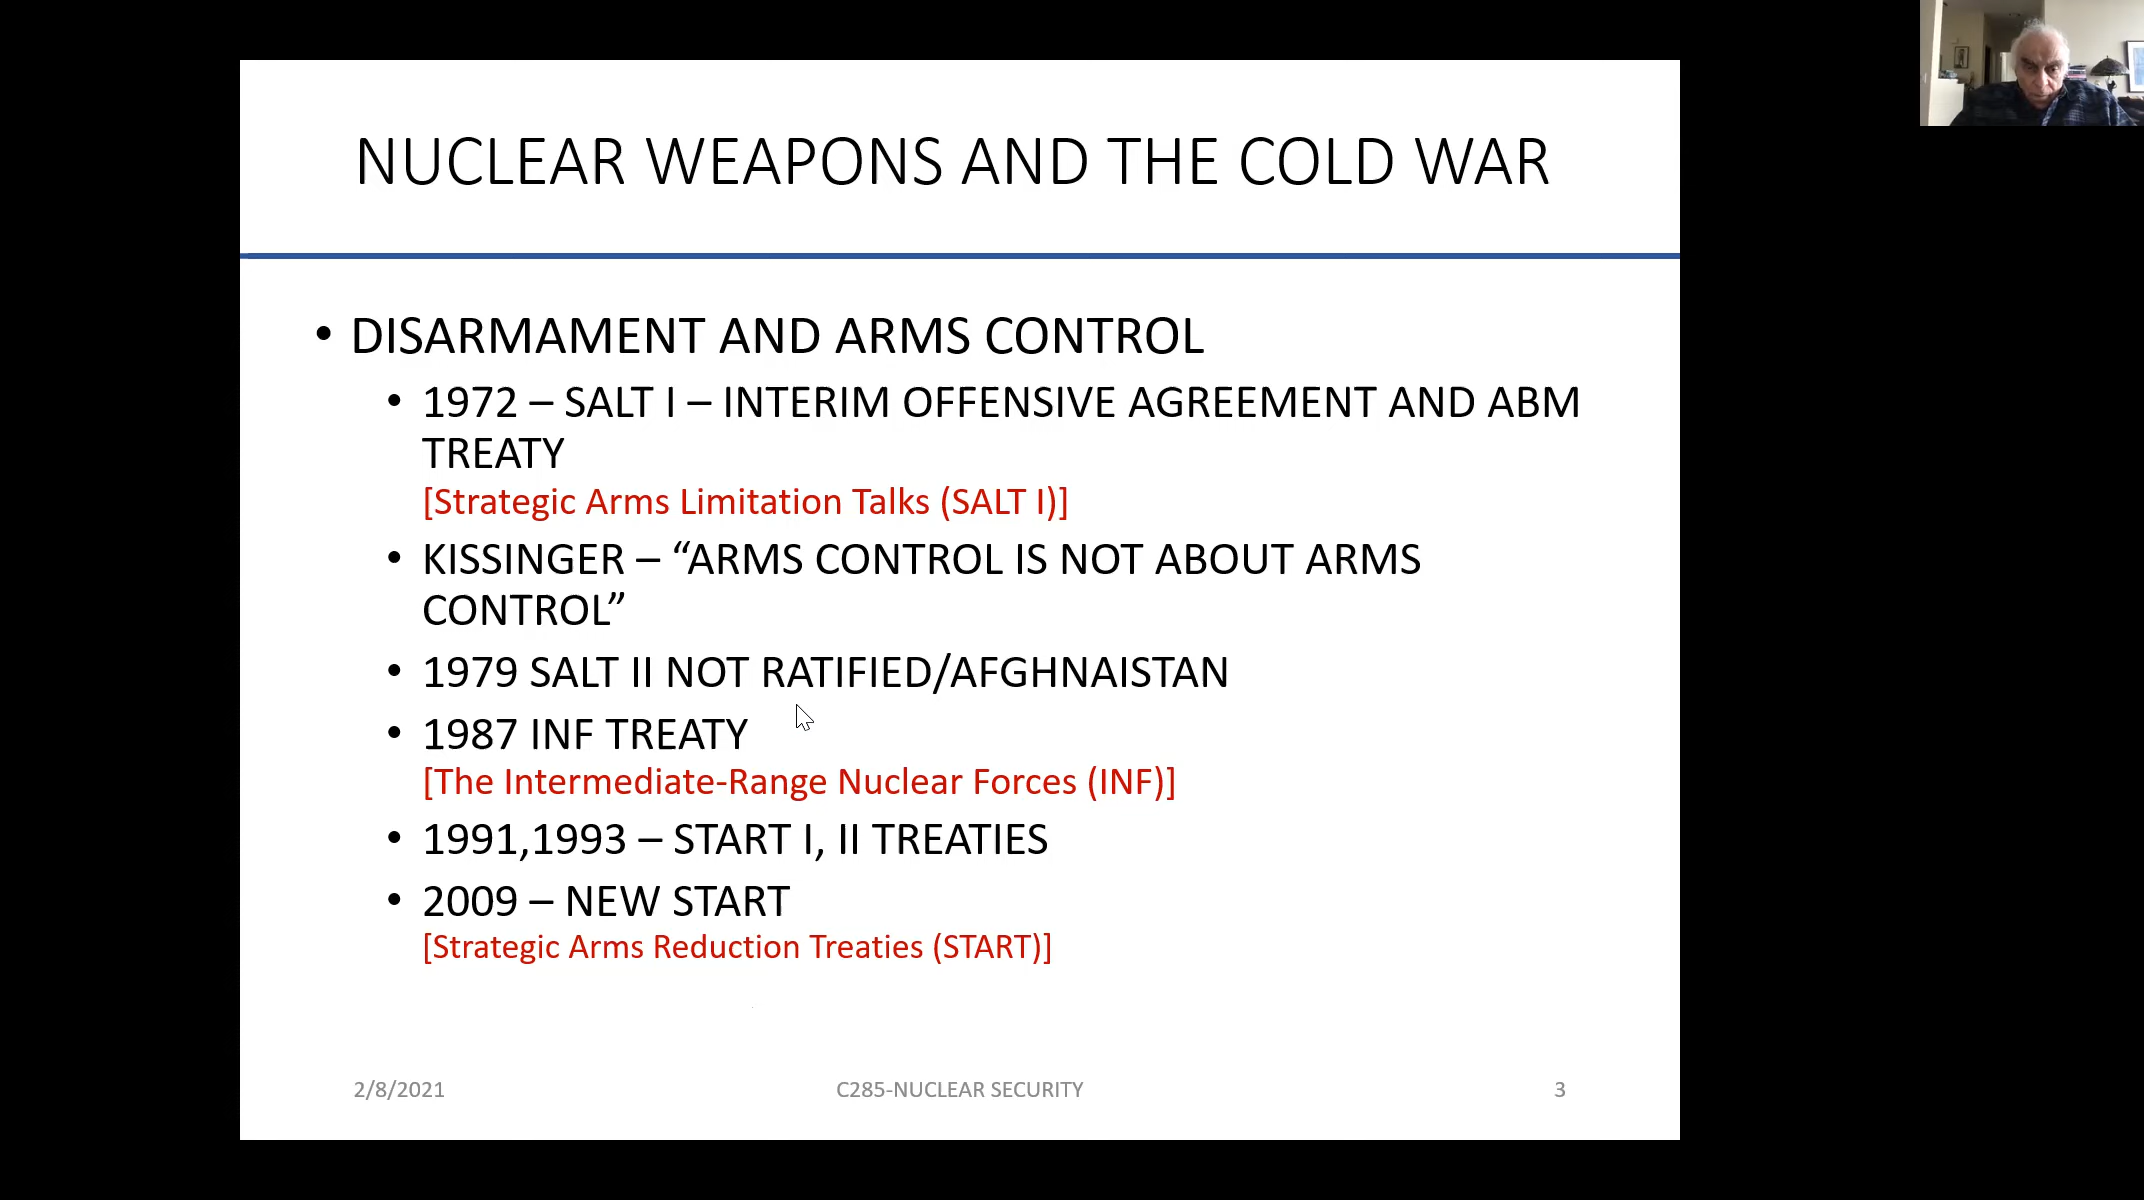 NUCLEAR WEAPONS AND THE COLD WAR
• DISARMAMENT AND ARMS CONTROL
• 1972 – SALT I – INTERIM OFFENSIVE AGREEMENT AND ABM
TREATY
[Strategic Arms Limitation Talks (SALT I)]
• KISSINGER – “ARMS CONTROL IS NOT ABOUT ARMS
CONTROL”
• 1979 SALT II NOT RATIFIED/AFGHNAISTAN
• 1987 INF TREATY
[The Intermediate-Range Nuclear Forces (INF)]
• 1991,1993 – START I, II TREATIES
• 2009 – NEW START
[Strategic Arms Reduction Treaties (START)]
2/8/2021
C285-NUCLEAR SECURITY
3